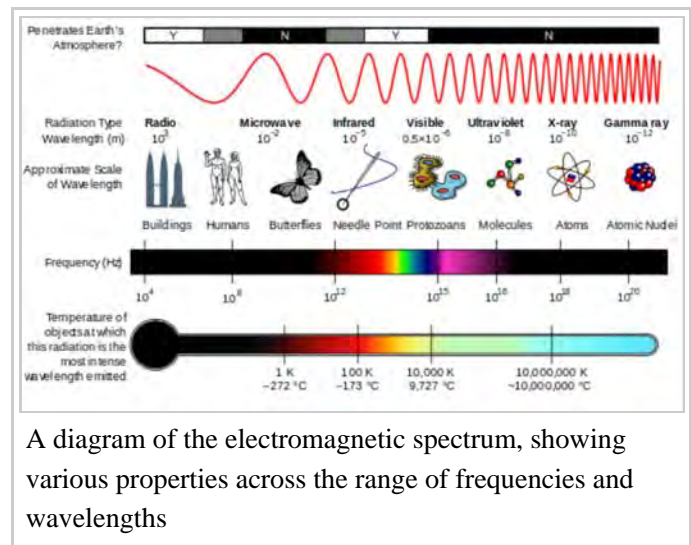 Penetrates Earth's
Atmosphere?
Y N Y N
Radiation Type Radio Microwave Infrared Visible Ultraviolet X-ray Gamma ray
Wavelength (m) 10³ 10⁻² 10⁻⁵ 0.5×10⁻⁶ 10⁻⁸ 10⁻¹⁰ 10⁻¹²
Approximate Scale
of Wavelength
Buildings Humans Butterflies Needle Point Protozoans Molecules Atoms Atomic Nuclei
Frequency (Hz)
10⁴ 10⁸ 10¹² 10¹⁵ 10¹⁶ 10¹⁸ 10²⁰
Temperature of
objects at which
this radiation is the
most intense
wavelength emitted
1 K 100 K 10,000 K 10,000,000 K
−272 °C −173 °C 9,727 °C ~10,000,000 °C
A diagram of the electromagnetic spectrum, showing
various properties across the range of frequencies and
wavelengths